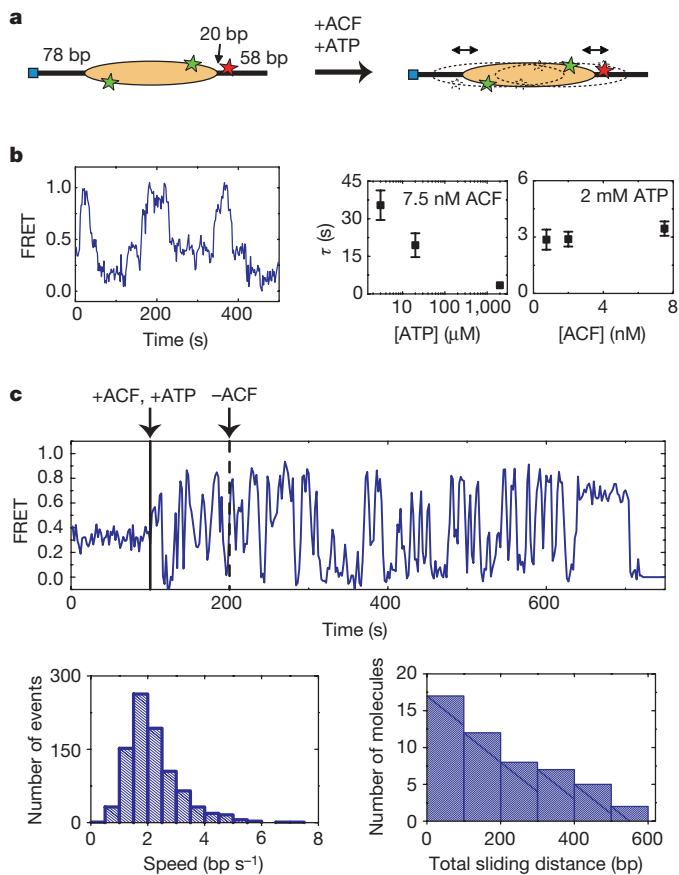 a
+ACF
+ATP
78 bp
20 bp
58 bp
b
FRET
1.0
0.5
0.0
0 200 400
Time (s)
τ (s)
45
30
15
0
7.5 nM ACF
10 100 1,000
[ATP] (μM)
6
3
0
2 mM ATP
0 4 8
[ACF] (nM)
c
+ACF, +ATP
–ACF
FRET
1.0
0.8
0.6
0.4
0.2
0.0
0 200 400 600
Time (s)
Number of events
300
150
0
0 2 4 6 8
Speed (bp s⁻¹)
Number of molecules
20
15
10
5
0
0 200 400 600
Total sliding distance (bp)